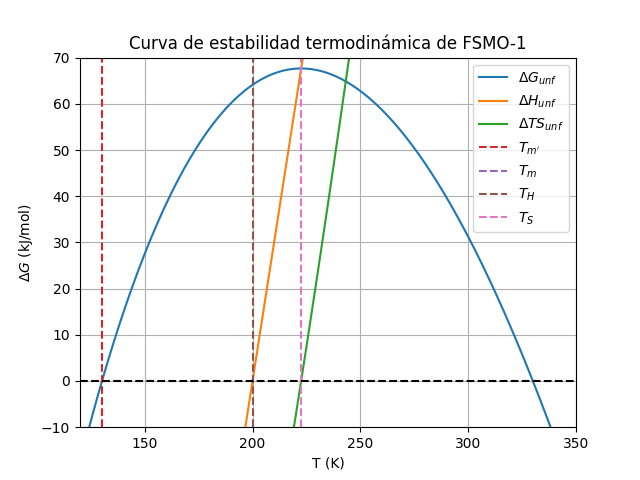 Curva de estabilidad termodinámica de FSMO-1
70
60
50
40
30
20
10
0
−10
ΔG (kJ/mol)
150
200
250
300
350
T (K)
ΔG_unf
ΔH_unf
ΔTS_unf
T_m'
T_m
T_H
T_S